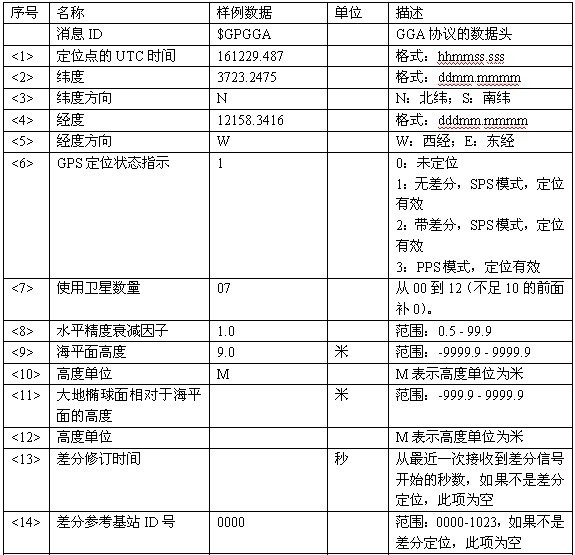 序号 名称 样例数据 单位 描述
消息 ID $GPGGA GGA 协议的数据头
<1> 定位点的 UTC 时间 161229.487 格式：hhmmss.sss
<2> 纬度 3723.2475 格式：ddmm.mmmm
<3> 纬度方向 N N：北纬；S：南纬
<4> 经度 12158.3416 格式：dddmm.mmmm
<5> 经度方向 W W：西经；E：东经
<6> GPS 定位状态指示 1 0：未定位
1：无差分，SPS 模式，定位
有效
2：带差分，SPS 模式，定位
有效
3：PPS 模式，定位有效
<7> 使用卫星数量 07 从 00 到 12（不足 10 的前面
补 0）。
<8> 水平精度衰减因子 1.0 范围：0.5 - 99.9
<9> 海平面高度 9.0 米 范围：-9999.9 - 9999.9
<10> 高度单位 M M 表示高度单位为米
<11> 大地椭球面相对于海平 米 范围：-999.9 - 9999.9
面的高度
<12> 高度单位 M 表示高度单位为米
<13> 差分修订时间 秒 从最近一次接收到差分信号
开始的秒数，如果不是差分
定位，此项为空
<14> 差分参考基站 ID 号 0000 范围：0000-1023，如果不是
差分定位，此项为空